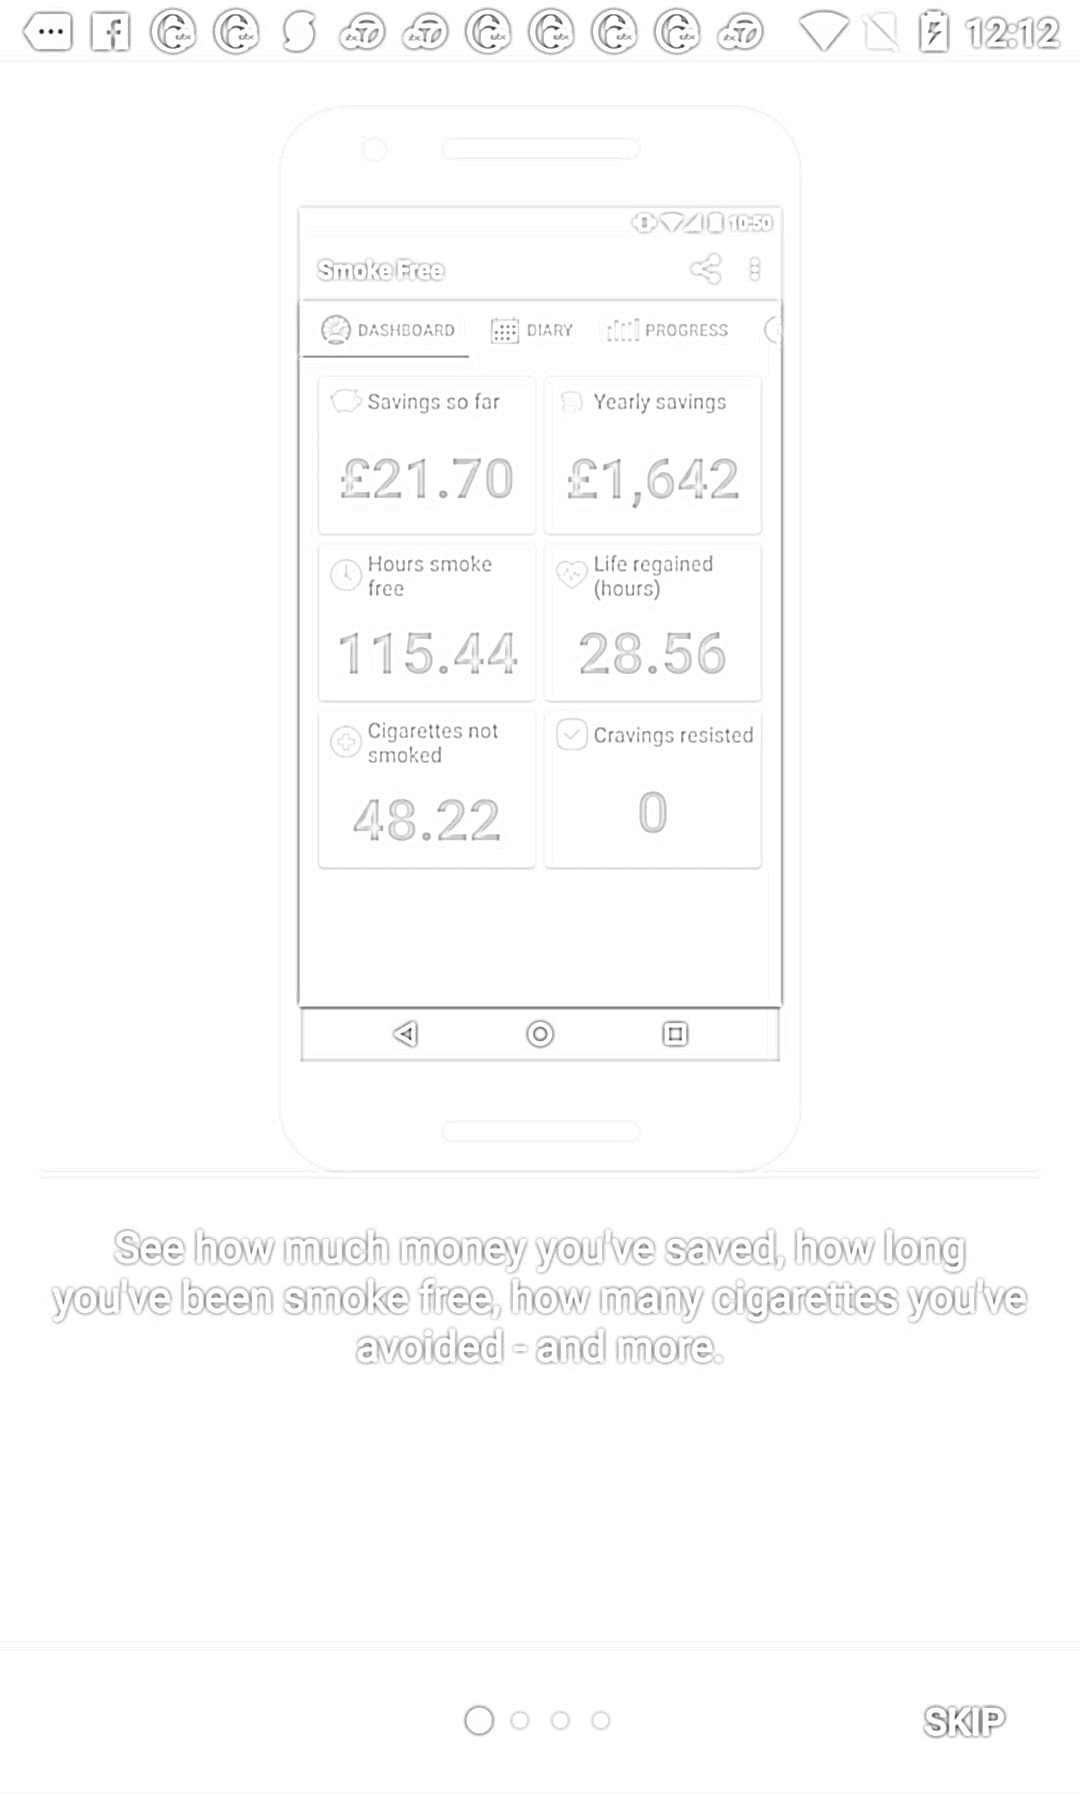 12:12
10:50
Smoke Free
DASHBOARD DIARY PROGRESS
Savings so far
£21.70
Yearly savings
£1,642
Hours smoke
free
115.44
Life regained
(hours)
28.56
Cigarettes not
smoked
48.22
Cravings resisted
0
See how much money you've saved, how long
you've been smoke free, how many cigarettes you've
avoided - and more.
SKIP